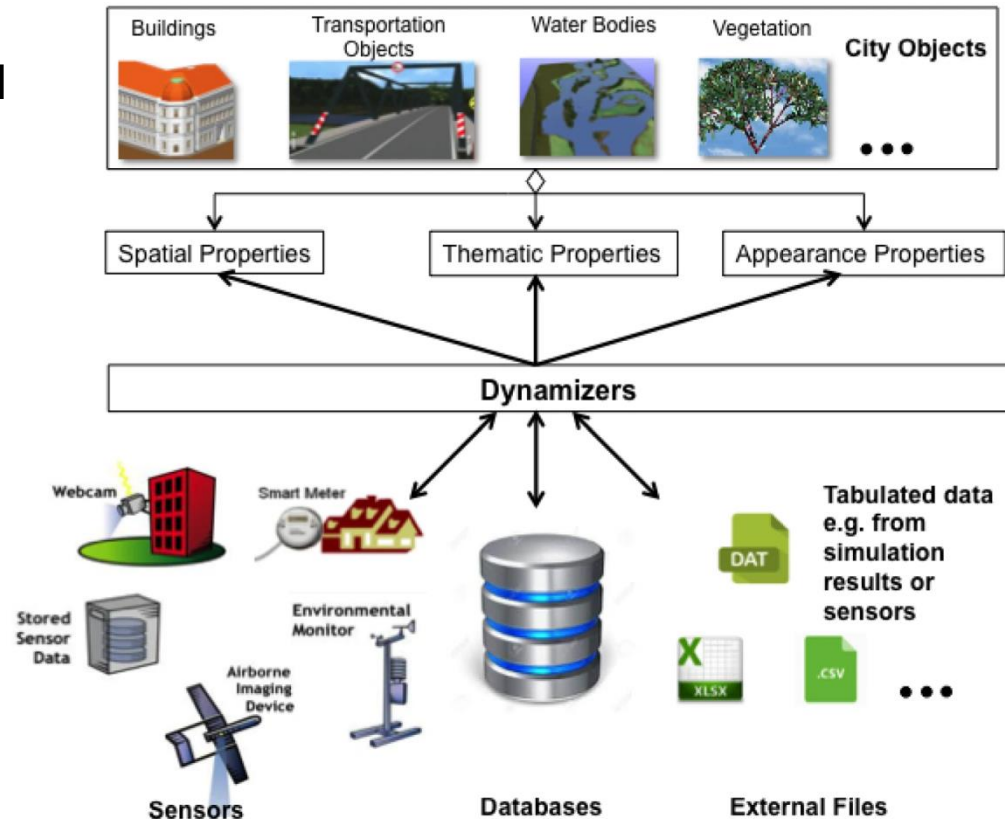 Buildings
Transportation
Objects
Water Bodies
Vegetation
City Objects
Spatial Properties
Thematic Properties
Appearance Properties
Dynamizers
Webcam
Smart Meter
Stored
Sensor
Data
Environmental
Monitor
Airborne
Imaging
Device
Tabulated data
e.g. from
simulation
results or
sensors
DAT
X
XLSX
.CSV
Sensors
Databases
External Files